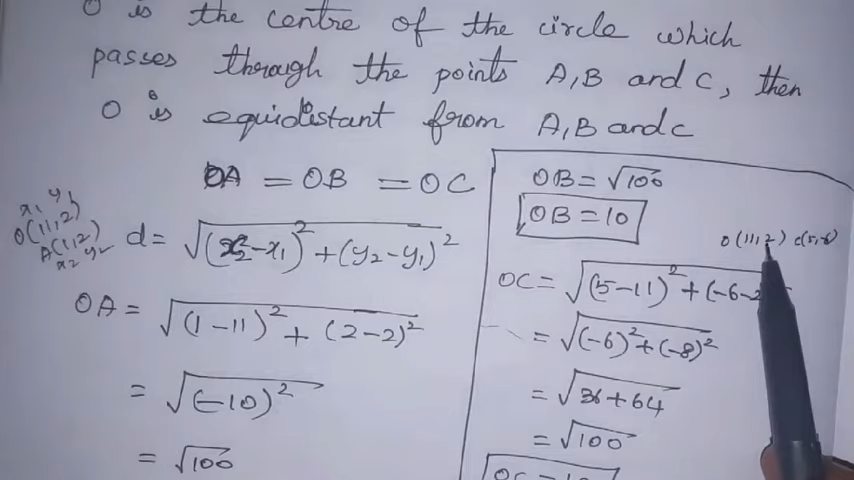 O is the centre of the circle which
passes through the points A,B and C, then
O is equidistant from A,B and C
OA = OB = OC
x₁ y₁
O(11,2)
A(1,2)
x₂ y₂
d = √(x₂-x₁)² + (y₂-y₁)²
OA = √(1-11)² + (2-2)²
= √(-10)²
= √100
OB = √100
OB = 10
O(11,2) C(5,-6)
OC = √(5-11)² + (-6-2
= √(-6)² + (-8)²
= √36+64
= √100
OC = 10